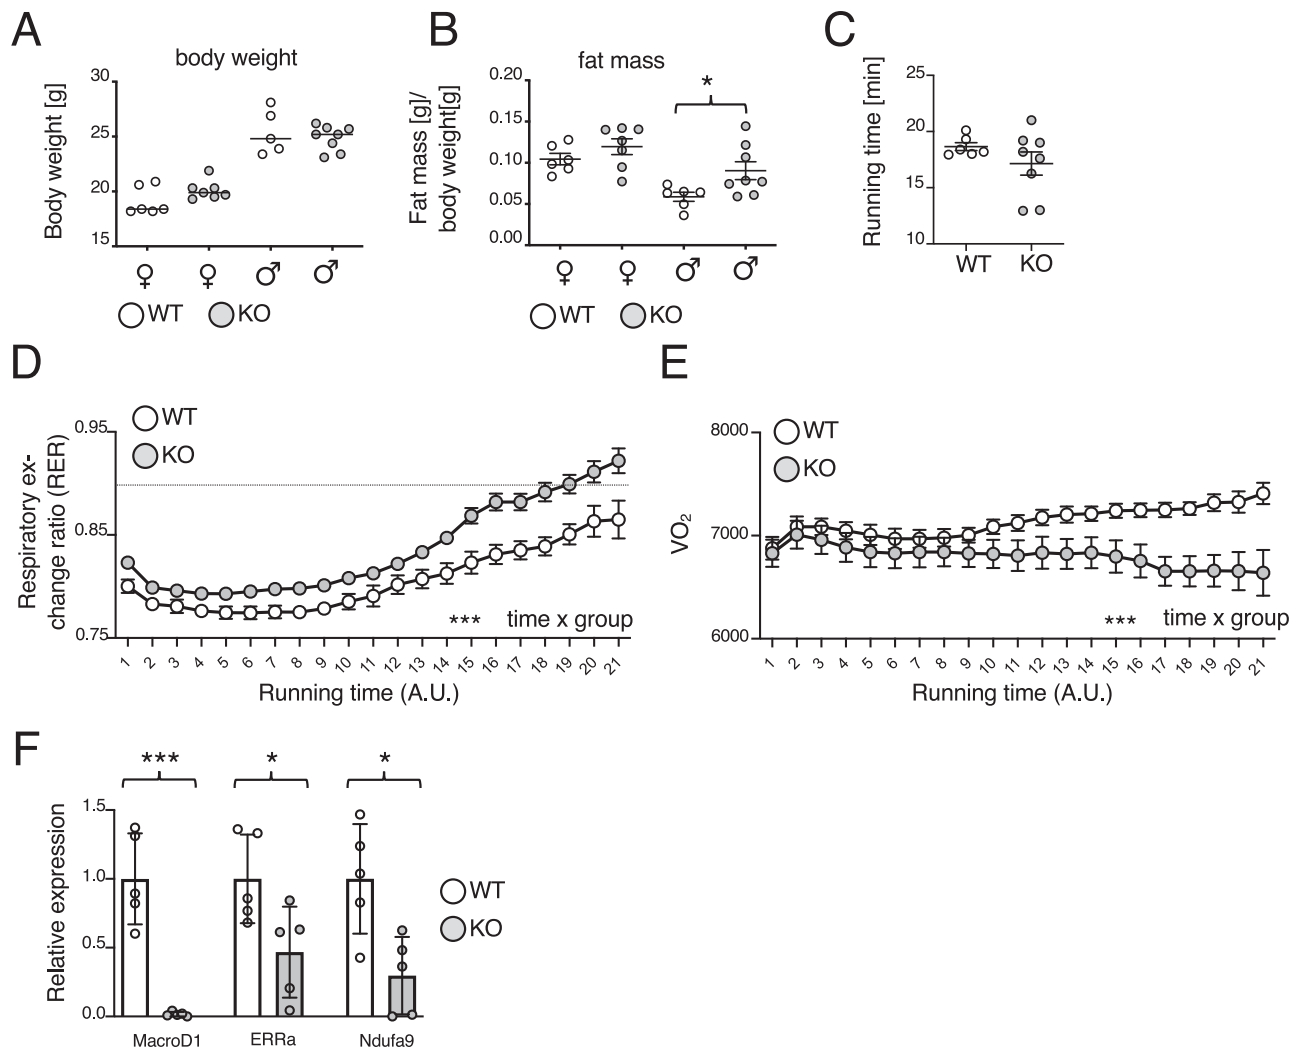 A
body weight
Body weight [g]
30
25
20
15
♀ ♀ ♂ ♂
WT KO
B
fat mass
Fat mass [g]/
body weight[g]
0.20
0.15
0.10
0.05
0.00
*
♀ ♀ ♂ ♂
WT KO
C
Running time [min]
25
20
15
10
WT KO
D
WT
KO
Respiratory ex-
change ratio (RER)
0.95
0.85
0.75
*** time x group
1 2 3 4 5 6 7 8 9 10 11 12 13 14 15 16 17 18 19 20 21
Running time (A.U.)
E
WT
KO
VO2
8000
7000
6000
*** time x group
1 2 3 4 5 6 7 8 9 10 11 12 13 14 15 16 17 18 19 20 21
Running time (A.U.)
F
*** * *
Relative expression
1.5
1.0
0.5
0.0
MacroD1 ERRa Ndufa9
WT
KO